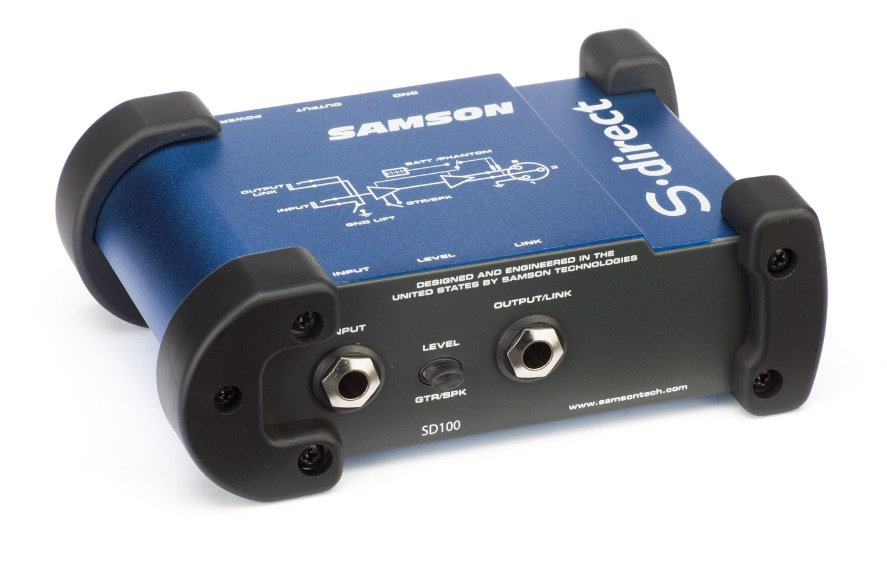 POWER
OUTPUT
GND
SAMSON
S•direct
BATT /PHANTOM
OUTPUT
LINK
INPUT
GTR/SPK
GND LIFT
INPUT
LEVEL
LINK
DESIGNED AND ENGINEERED IN THE
UNITED STATES BY SAMSON TECHNOLOGIES
INPUT
LEVEL
OUTPUT/LINK
GTR/SPK
SD100
www.samsontech.com